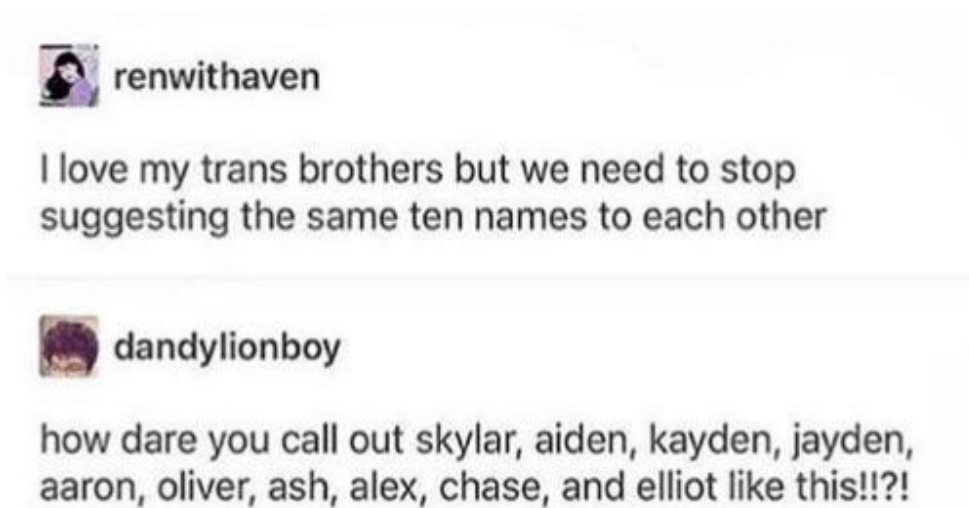 renwithaven
I love my trans brothers but we need to stop
suggesting the same ten names to each other
dandylionboy
how dare you call out skylar, aiden, kayden, jayden,
aaron, oliver, ash, alex, chase, and elliot like this!!?!